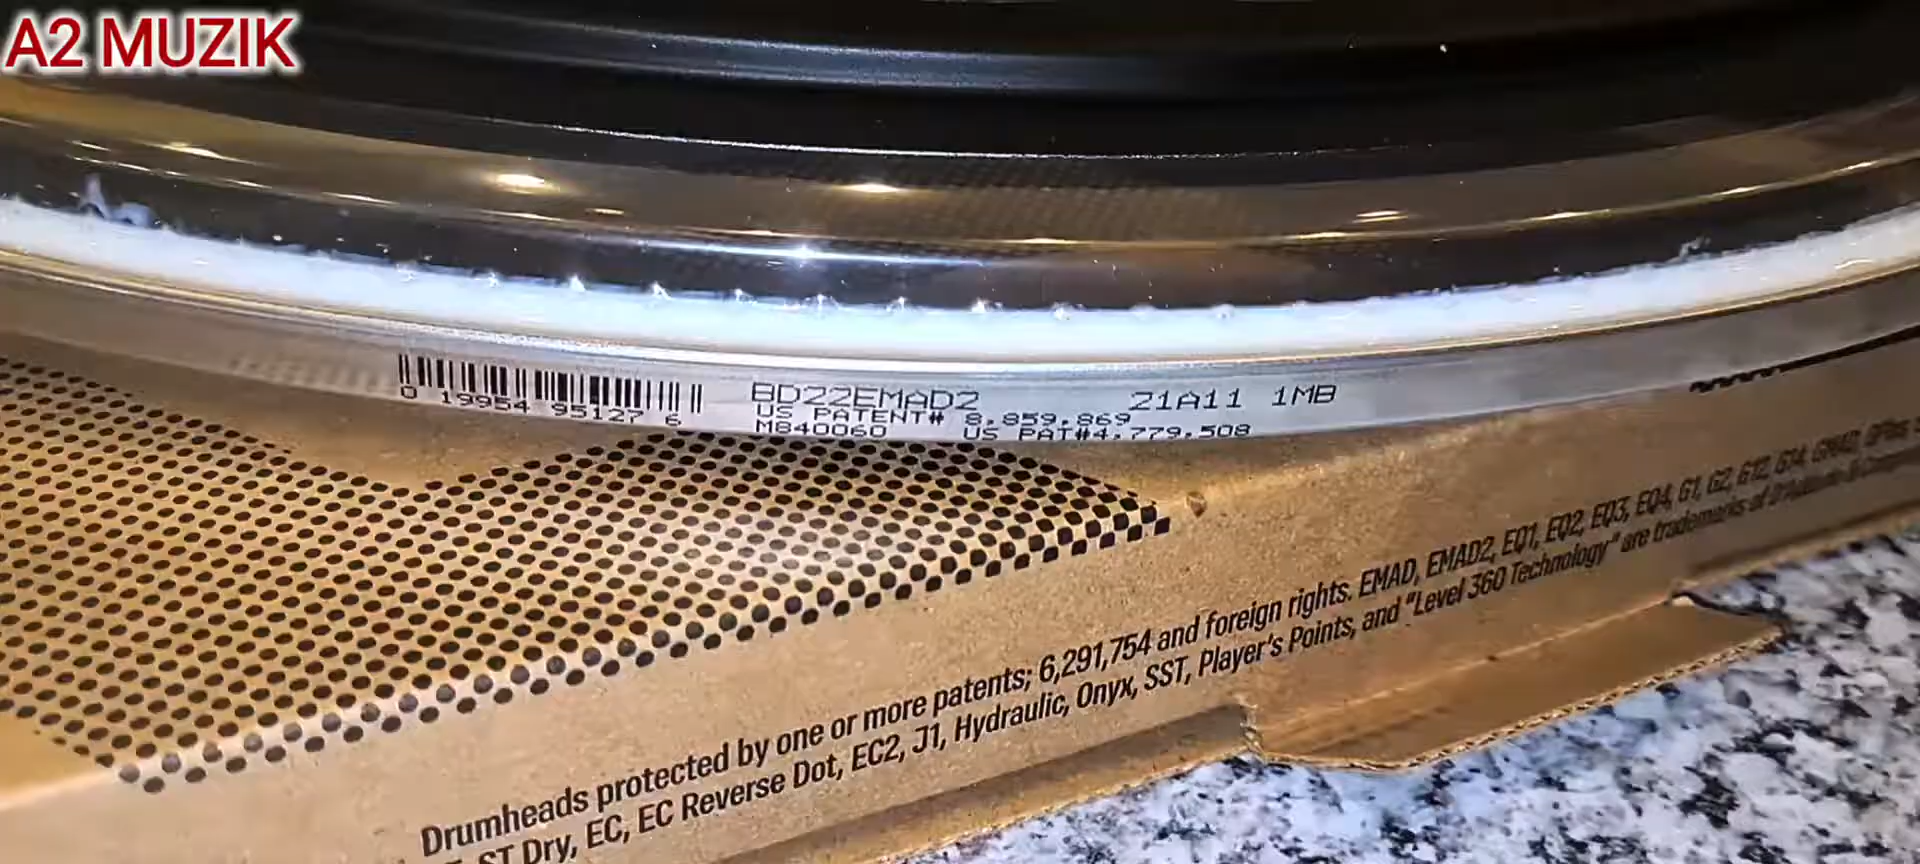 A2 MUZIK
0 19954 95127 6
BD22EMAD2 21A11 1MB
US PATENT# 8,859,869
M840060 US PAT#4,779,508
Drumheads protected by one or more patents; 6,291,754 and foreign rights. EMAD, EMAD2, EQ1, EQ2, EQ3, EQ4, G1, G2, G12, G14, GMAD,
ST Dry, EC, EC Reverse Dot, EC2, J1, Hydraulic, Onyx, SST, Player's Points, and "Level 360 Technology" are trademarks of D'Addario &